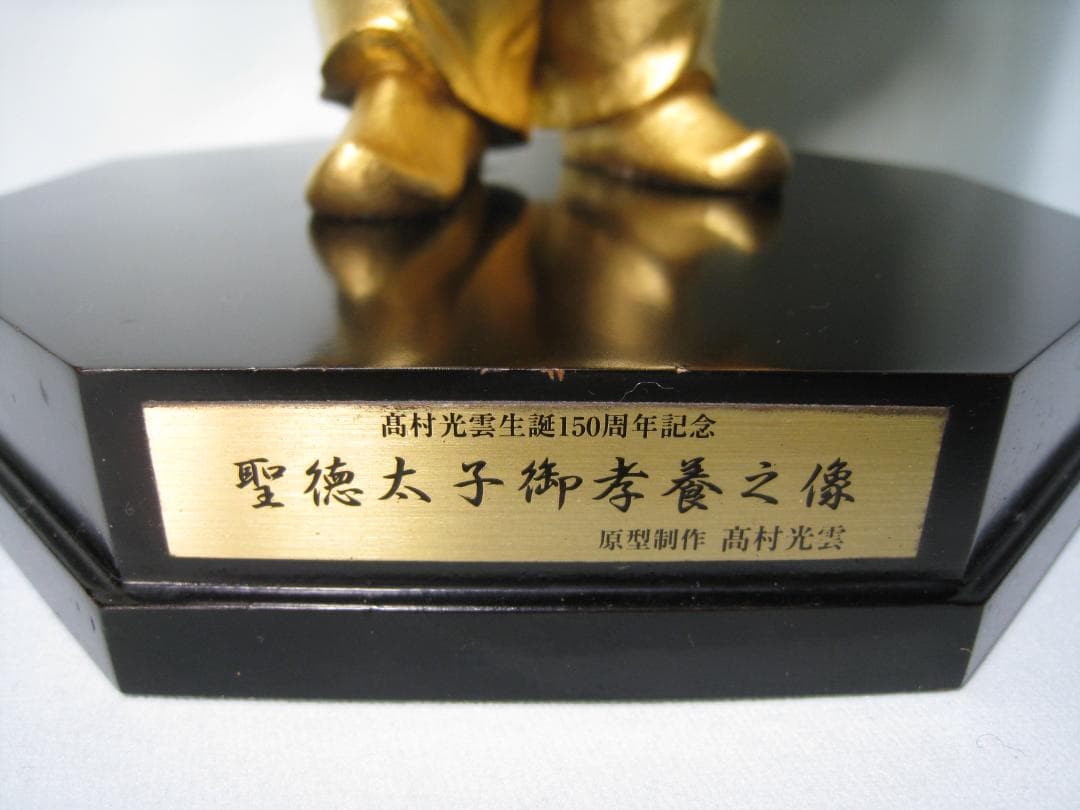 髙村光雲生誕150周年記念
聖徳太子御孝養之像
原型制作 髙村光雲